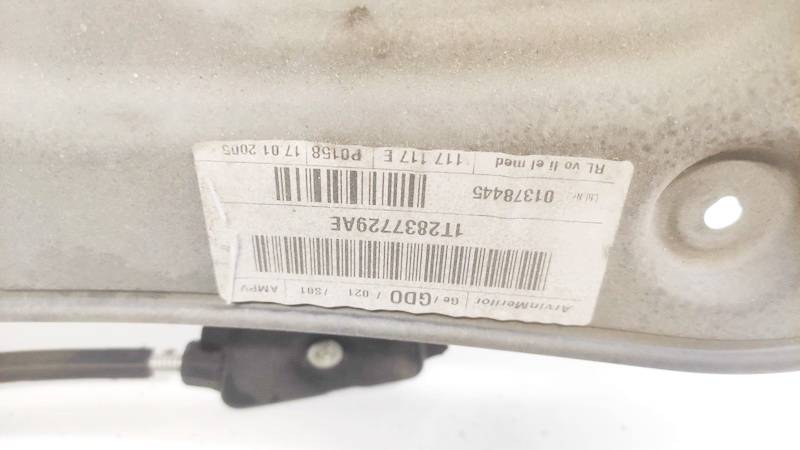 ArvinMeritor Ge / GDO / 021 / S01 AMPV
1T2837729AE
Lfd Nr. 01378445
RL vo li el med 117 117 E P0158 17.01 2005